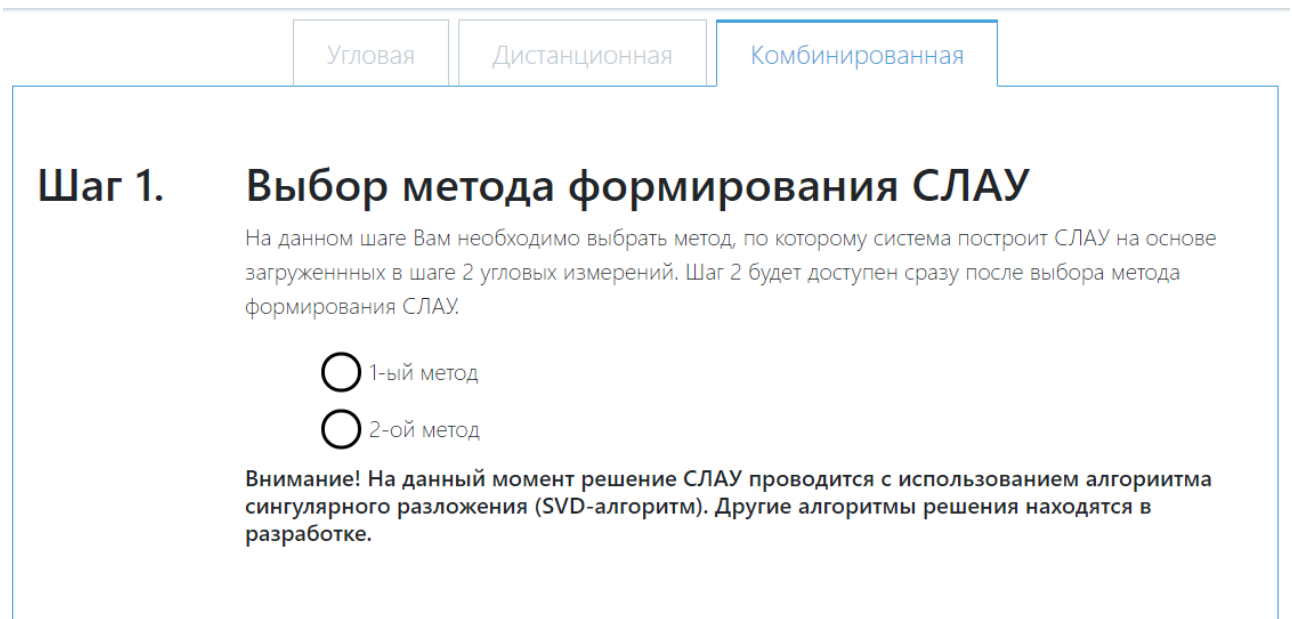 Угловая Дистанционная Комбинированная
Шаг 1. Выбор метода формирования СЛАУ
На данном шаге Вам необходимо выбрать метод, по которому система построит СЛАУ на основе
загруженнных в шаге 2 угловых измерений. Шаг 2 будет доступен сразу после выбора метода
формирования СЛАУ.
1-ый метод
2-ой метод
Внимание! На данный момент решение СЛАУ проводится с использованием алгориитма
сингулярного разложения (SVD-алгоритм). Другие алгоритмы решения находятся в
разработке.